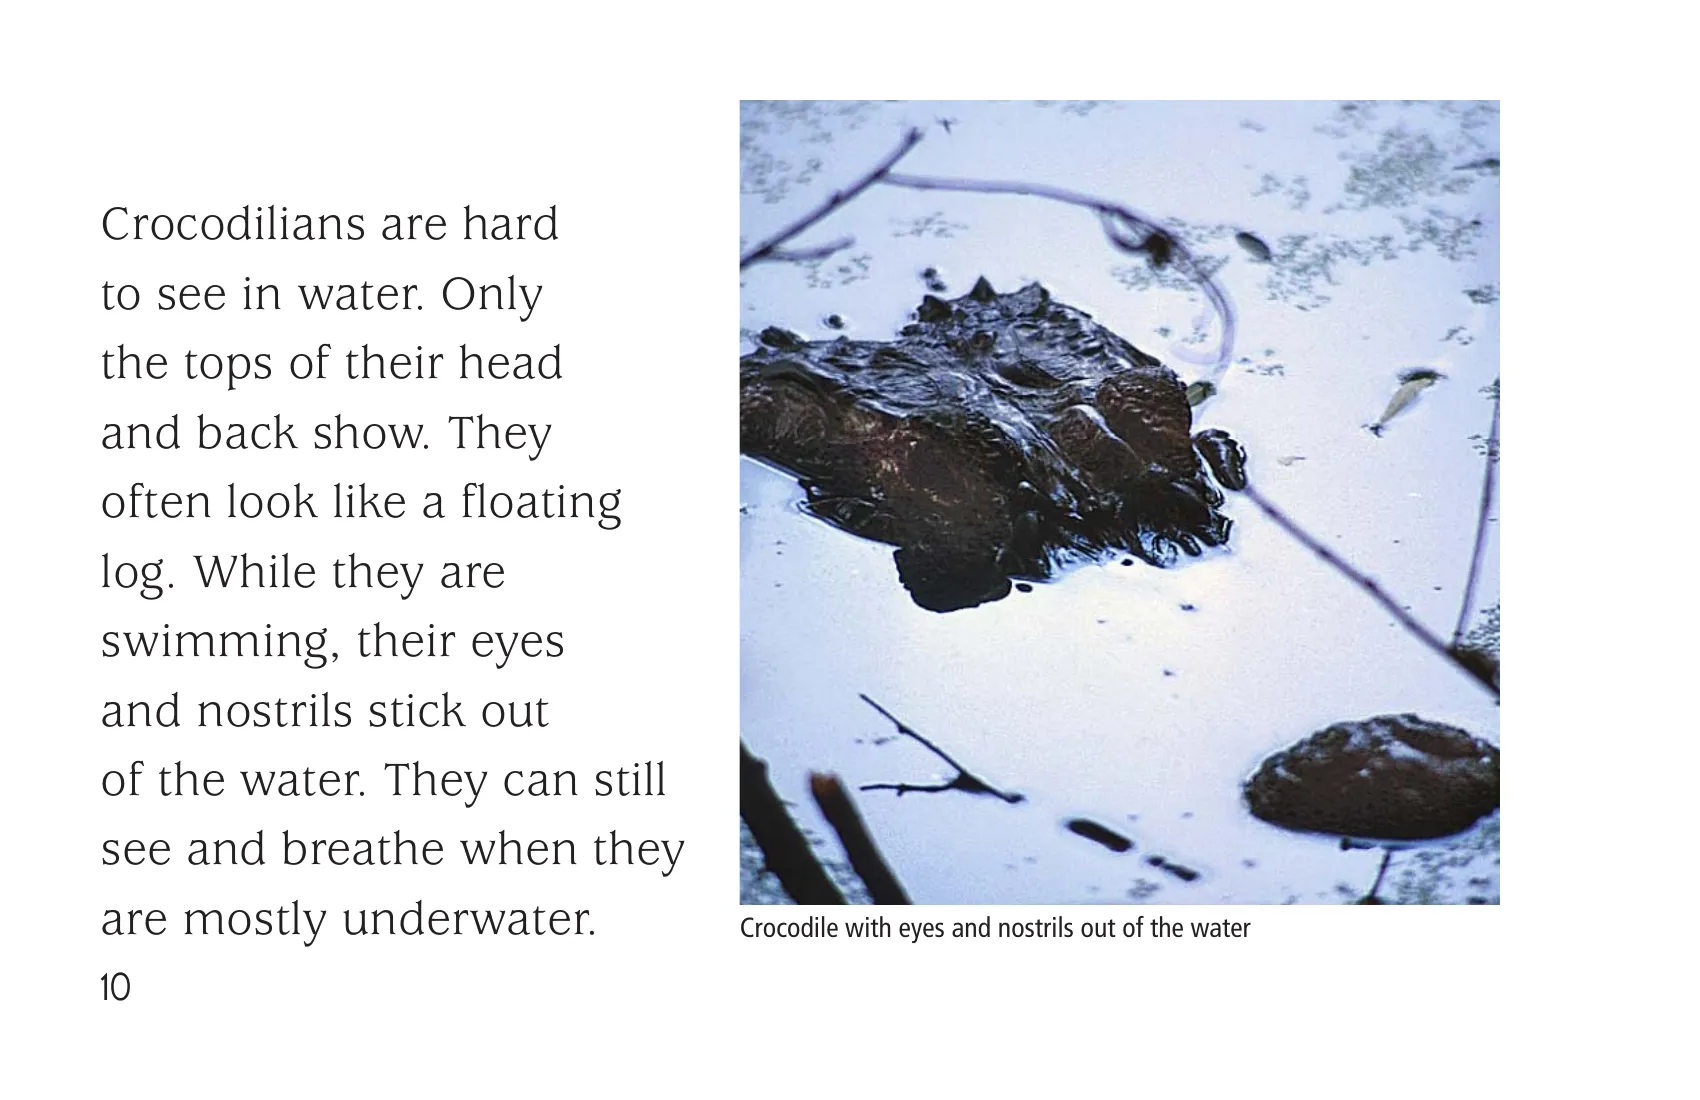 Crocodilians are hard
to see in water. Only
the tops of their head
and back show. They
often look like a floating
log. While they are
swimming, their eyes
and nostrils stick out
of the water. They can still
see and breathe when they
are mostly underwater.
Crocodile with eyes and nostrils out of the water
10